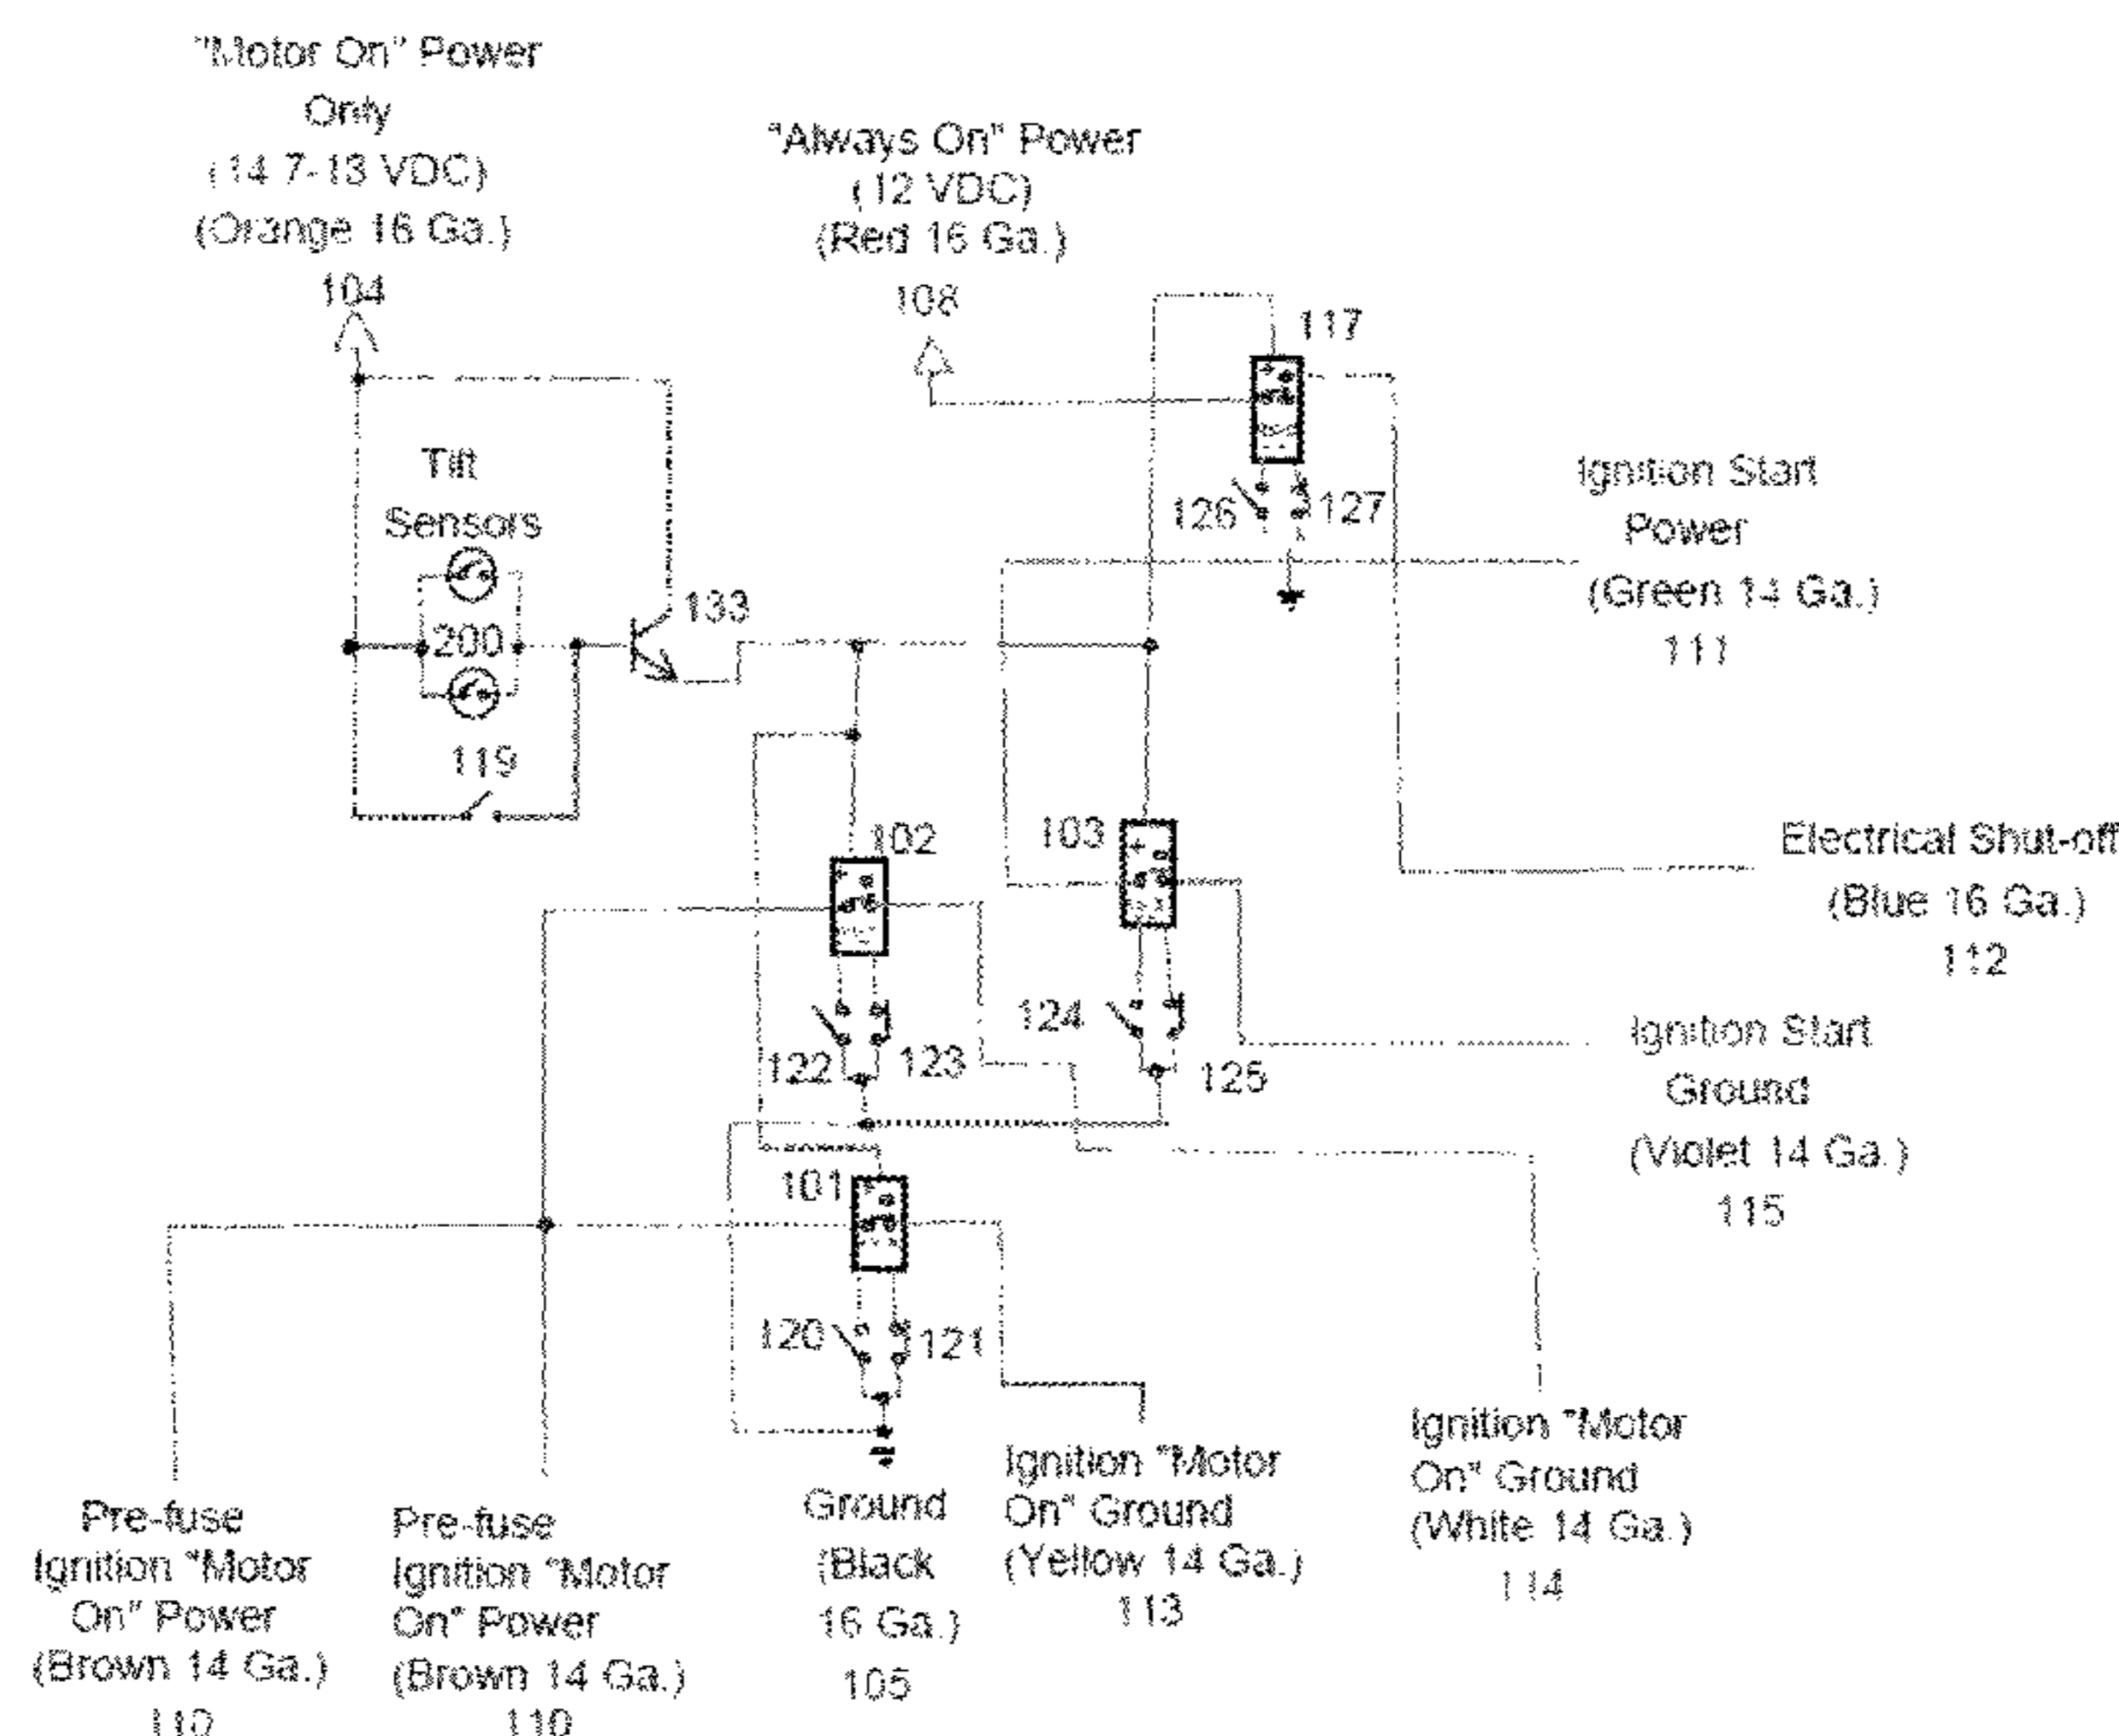 "Motor On" Power
Only
(14.7-13 VDC)
(Orange 16 Ga.)
104
"Always On" Power
(12 VDC)
(Red 16 Ga.)
108
117
Tilt
Sensors
200
119
133
126
127
Ignition Start
Power
(Green 14 Ga.)
111
102
103
Electrical Shut-off
(Blue 16 Ga.)
112
122
123
124
125
Ignition Start
Ground
(Violet 14 Ga.)
115
101
120
121
Pre-fuse
Ignition "Motor
On" Power
(Brown 14 Ga.)
110
Pre-fuse
Ignition "Motor
On" Power
(Brown 14 Ga.)
110
Ground
(Black
16 Ga.)
105
Ignition "Motor
On" Ground
(Yellow 14 Ga.)
113
Ignition "Motor
On" Ground
(White 14 Ga.)
114